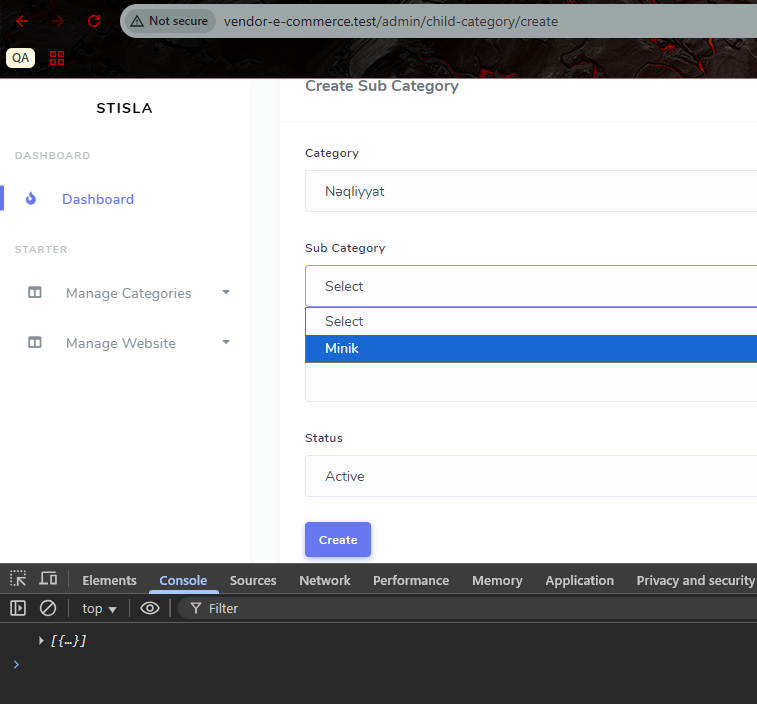 Not secure
vendor-e-commerce.test/admin/child-category/create
QA
STISLA
DASHBOARD
Dashboard
STARTER
Manage Categories
Manage Website
Create Sub Category
Category
Nəqliyyat
Sub Category
Select
Select
Minik
Status
Active
Create
Elements Console Sources Network Performance Memory Application Privacy and security
top Filter
[{…}]